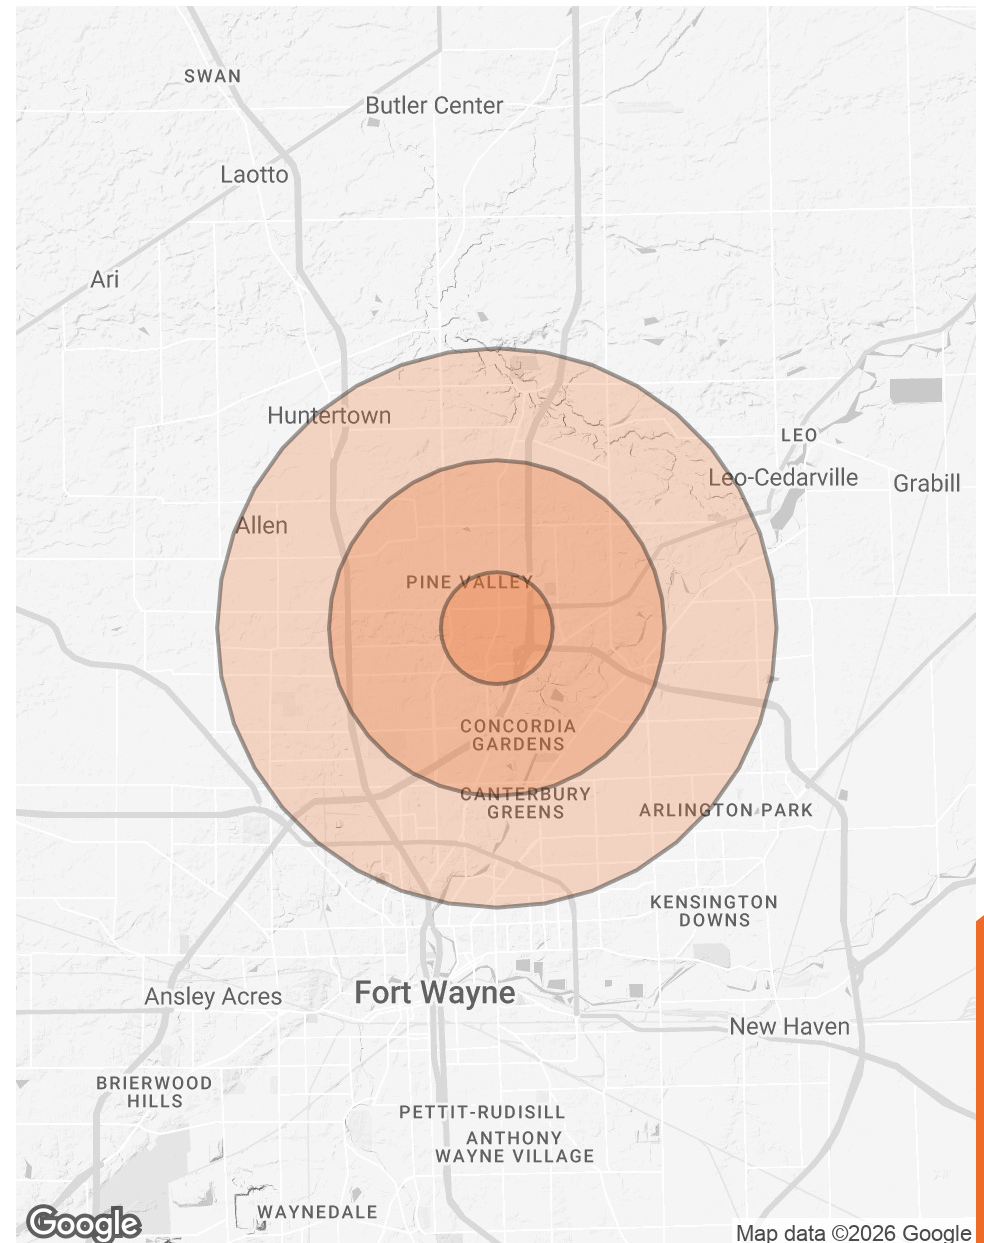 SWAN
Butler Center
Laotto
Ari
Huntertown
LEO
Leo-Cedarville
Grabill
Allen
PINE VALLEY
CONCORDIA
GARDENS
CANTERBURY
GREENS
ARLINGTON PARK
KENSINGTON
DOWNS
Fort Wayne
Ansley Acres
New Haven
BRIERWOOD
HILLS
PETTIT-RUDISILL
ANTHONY
WAYNE VILLAGE
WAYNEDALE
Google
Map data ©2026 Google